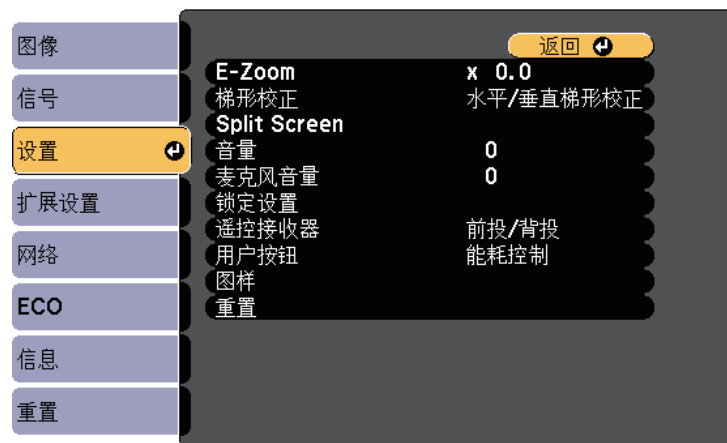 图像
信号
设置
扩展设置
网络
ECO
信息
重置
返回
E-Zoom x 0.0
梯形校正 水平/垂直梯形校正
Split Screen
音量 0
麦克风音量 0
锁定设置
遥控接收器 前投/背投
用户按钮 能耗控制
图样
重置